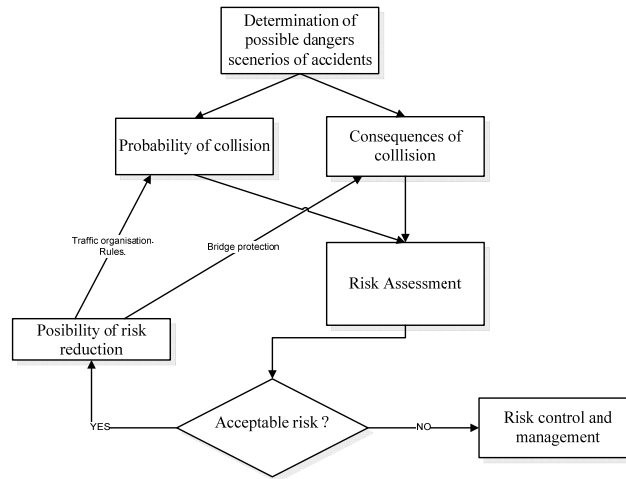 Determination of
possible dangers
scenerios of accidents
Probability of collision
Consequences of
colllision
Traffic organisation.
Rules.
Bridge protection
Risk Assessment
Posibility of risk
reduction
Acceptable risk ?
YES
NO
Risk control and
management